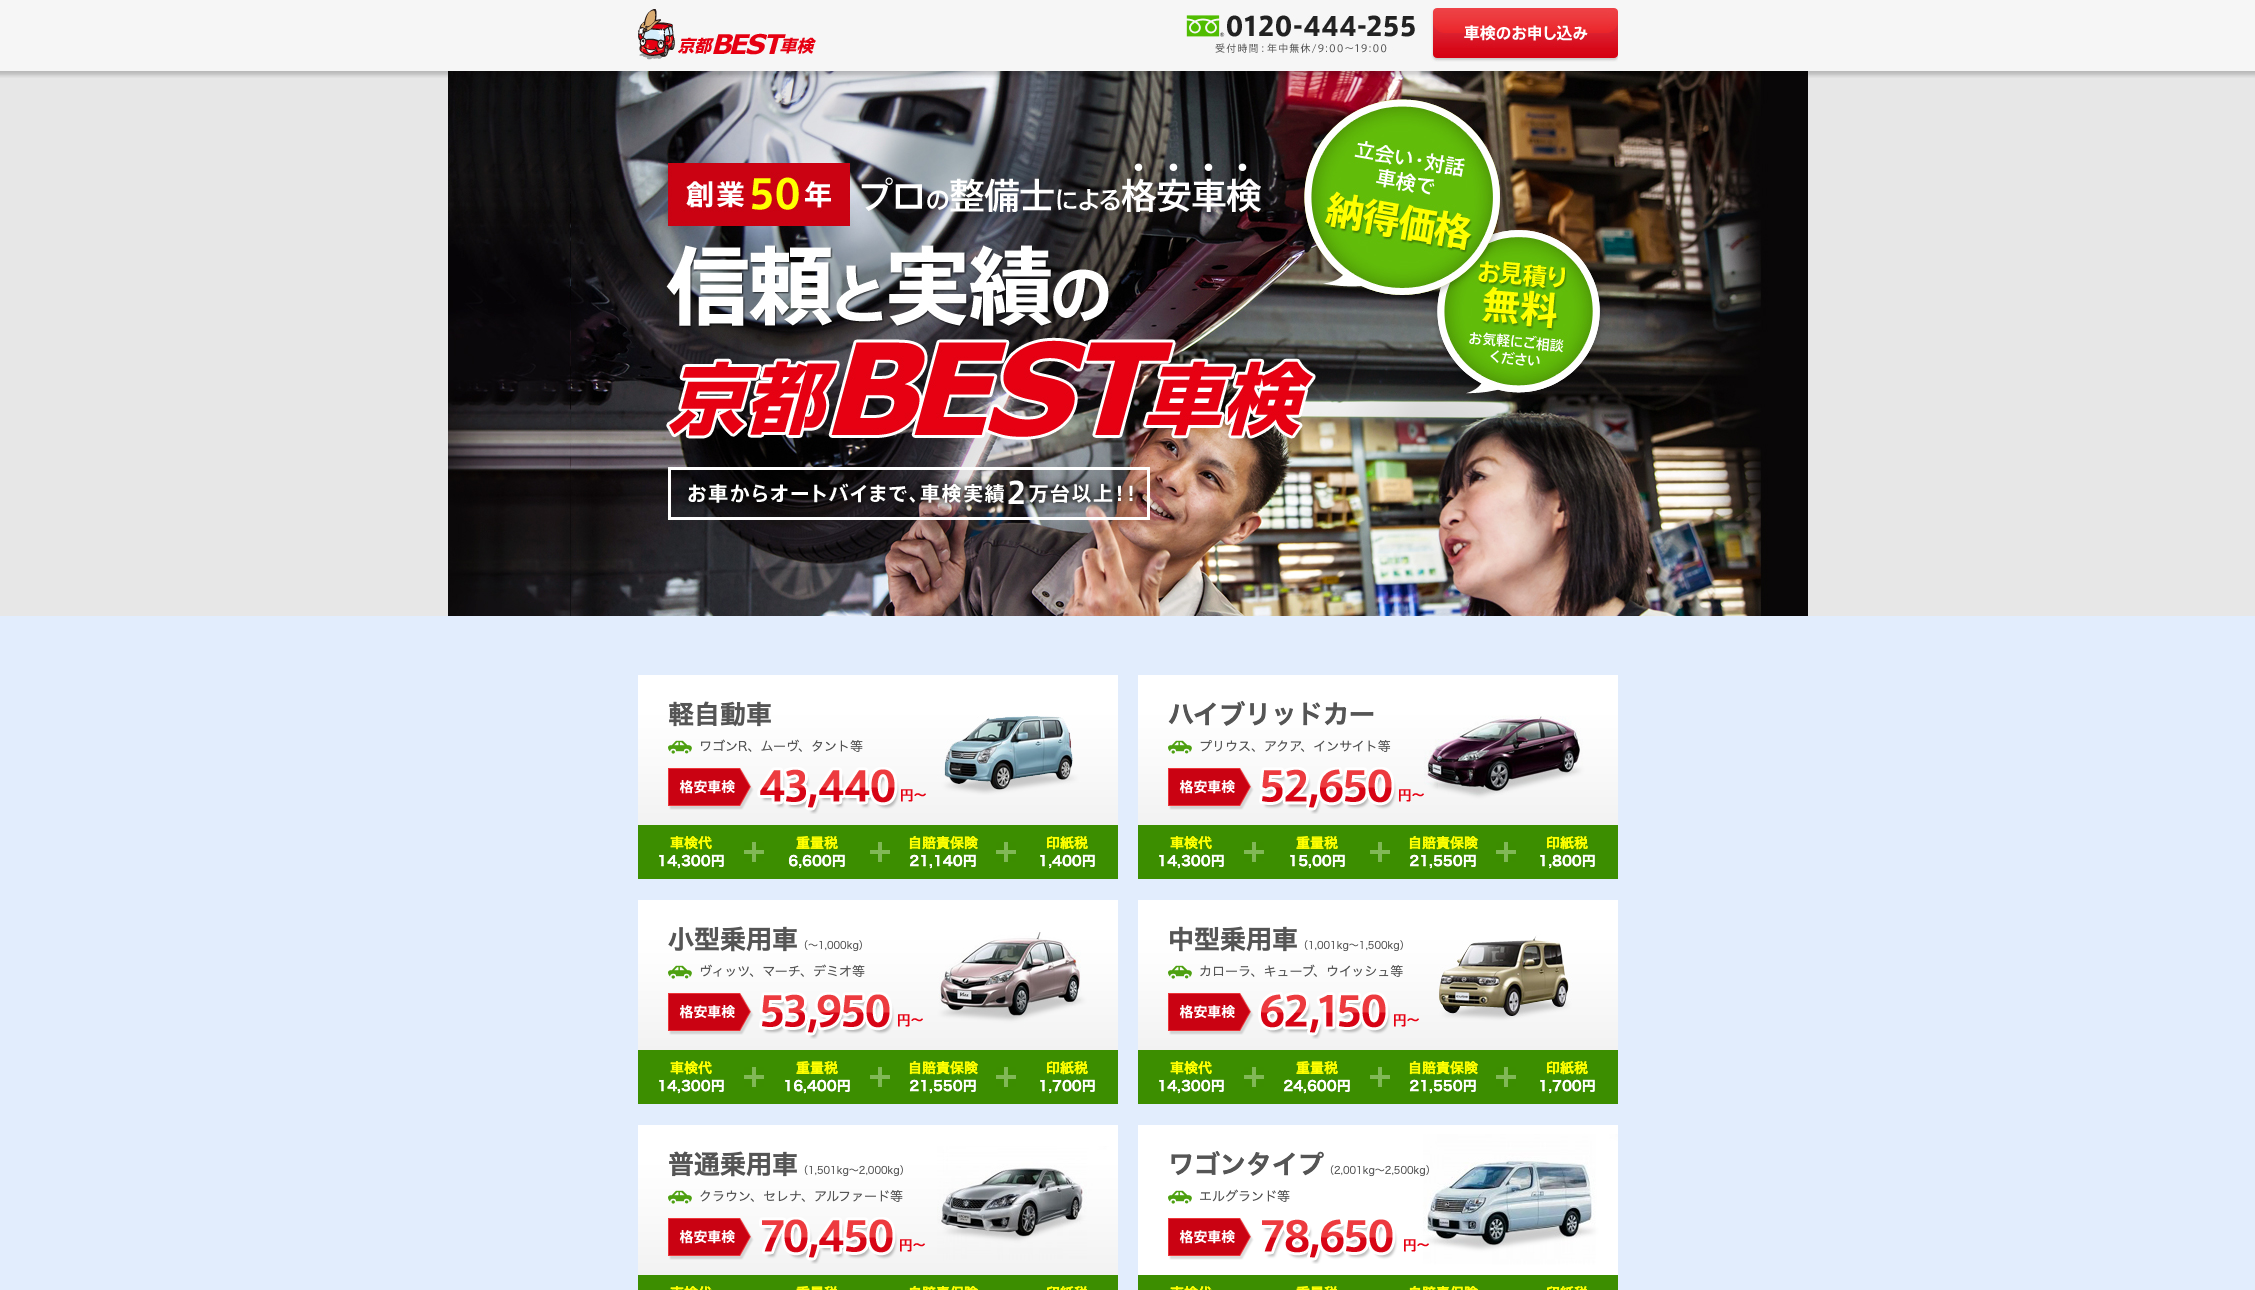 京都BEST車検
0120-444-255
受付時間:年中無休/9:00〜19:00
車検のお申し込み
創業50年
プロの整備士による格安車検
信頼と実績の
京都BEST車検
お車からオートバイまで、車検実績2万台以上!!
立会い・対話
車検で
納得価格
お見積り
無料
お気軽にご相談
ください
軽自動車
ワゴンR、ムーヴ、タント等
格安車検 43,440円〜
車検代 + 重量税 + 自賠責保険 + 印紙税
14,300円 6,600円 21,140円 1,400円
ハイブリッドカー
プリウス、アクア、インサイト等
格安車検 52,650円〜
車検代 + 重量税 + 自賠責保険 + 印紙税
14,300円 15,00円 21,550円 1,800円
小型乗用車 (〜1,000kg)
ヴィッツ、マーチ、デミオ等
格安車検 53,950円〜
車検代 + 重量税 + 自賠責保険 + 印紙税
14,300円 16,400円 21,550円 1,700円
中型乗用車 (1,001kg〜1,500kg)
カローラ、キューブ、ウイッシュ等
格安車検 62,150円〜
車検代 + 重量税 + 自賠責保険 + 印紙税
14,300円 24,600円 21,550円 1,700円
普通乗用車 (1,501kg〜2,000kg)
クラウン、セレナ、アルファード等
格安車検 70,450円〜
ワゴンタイプ (2,001kg〜2,500kg)
エルグランド等
格安車検 78,650円〜